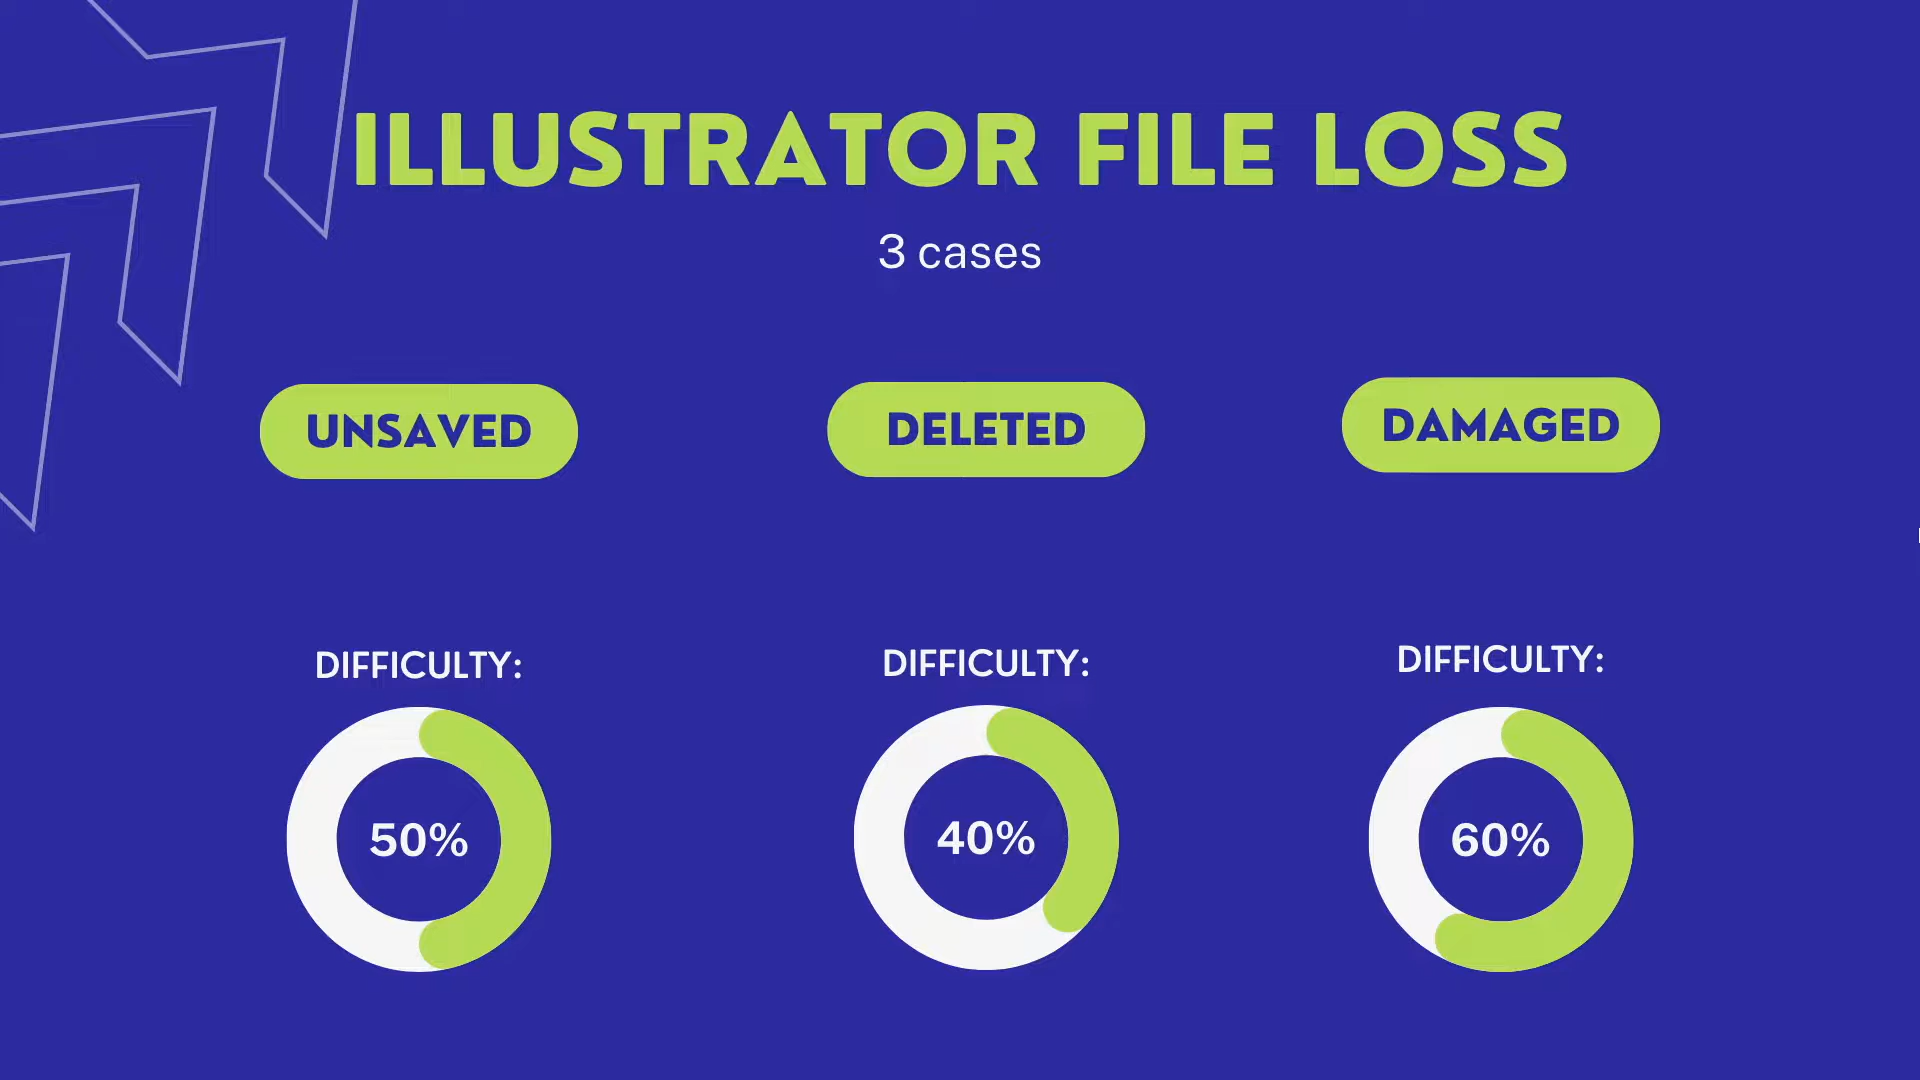 ILLUSTRATOR FILE LOSS
3 cases
UNSAVED
DELETED
DAMAGED
DIFFICULTY:
DIFFICULTY:
DIFFICULTY:
50%
40%
60%